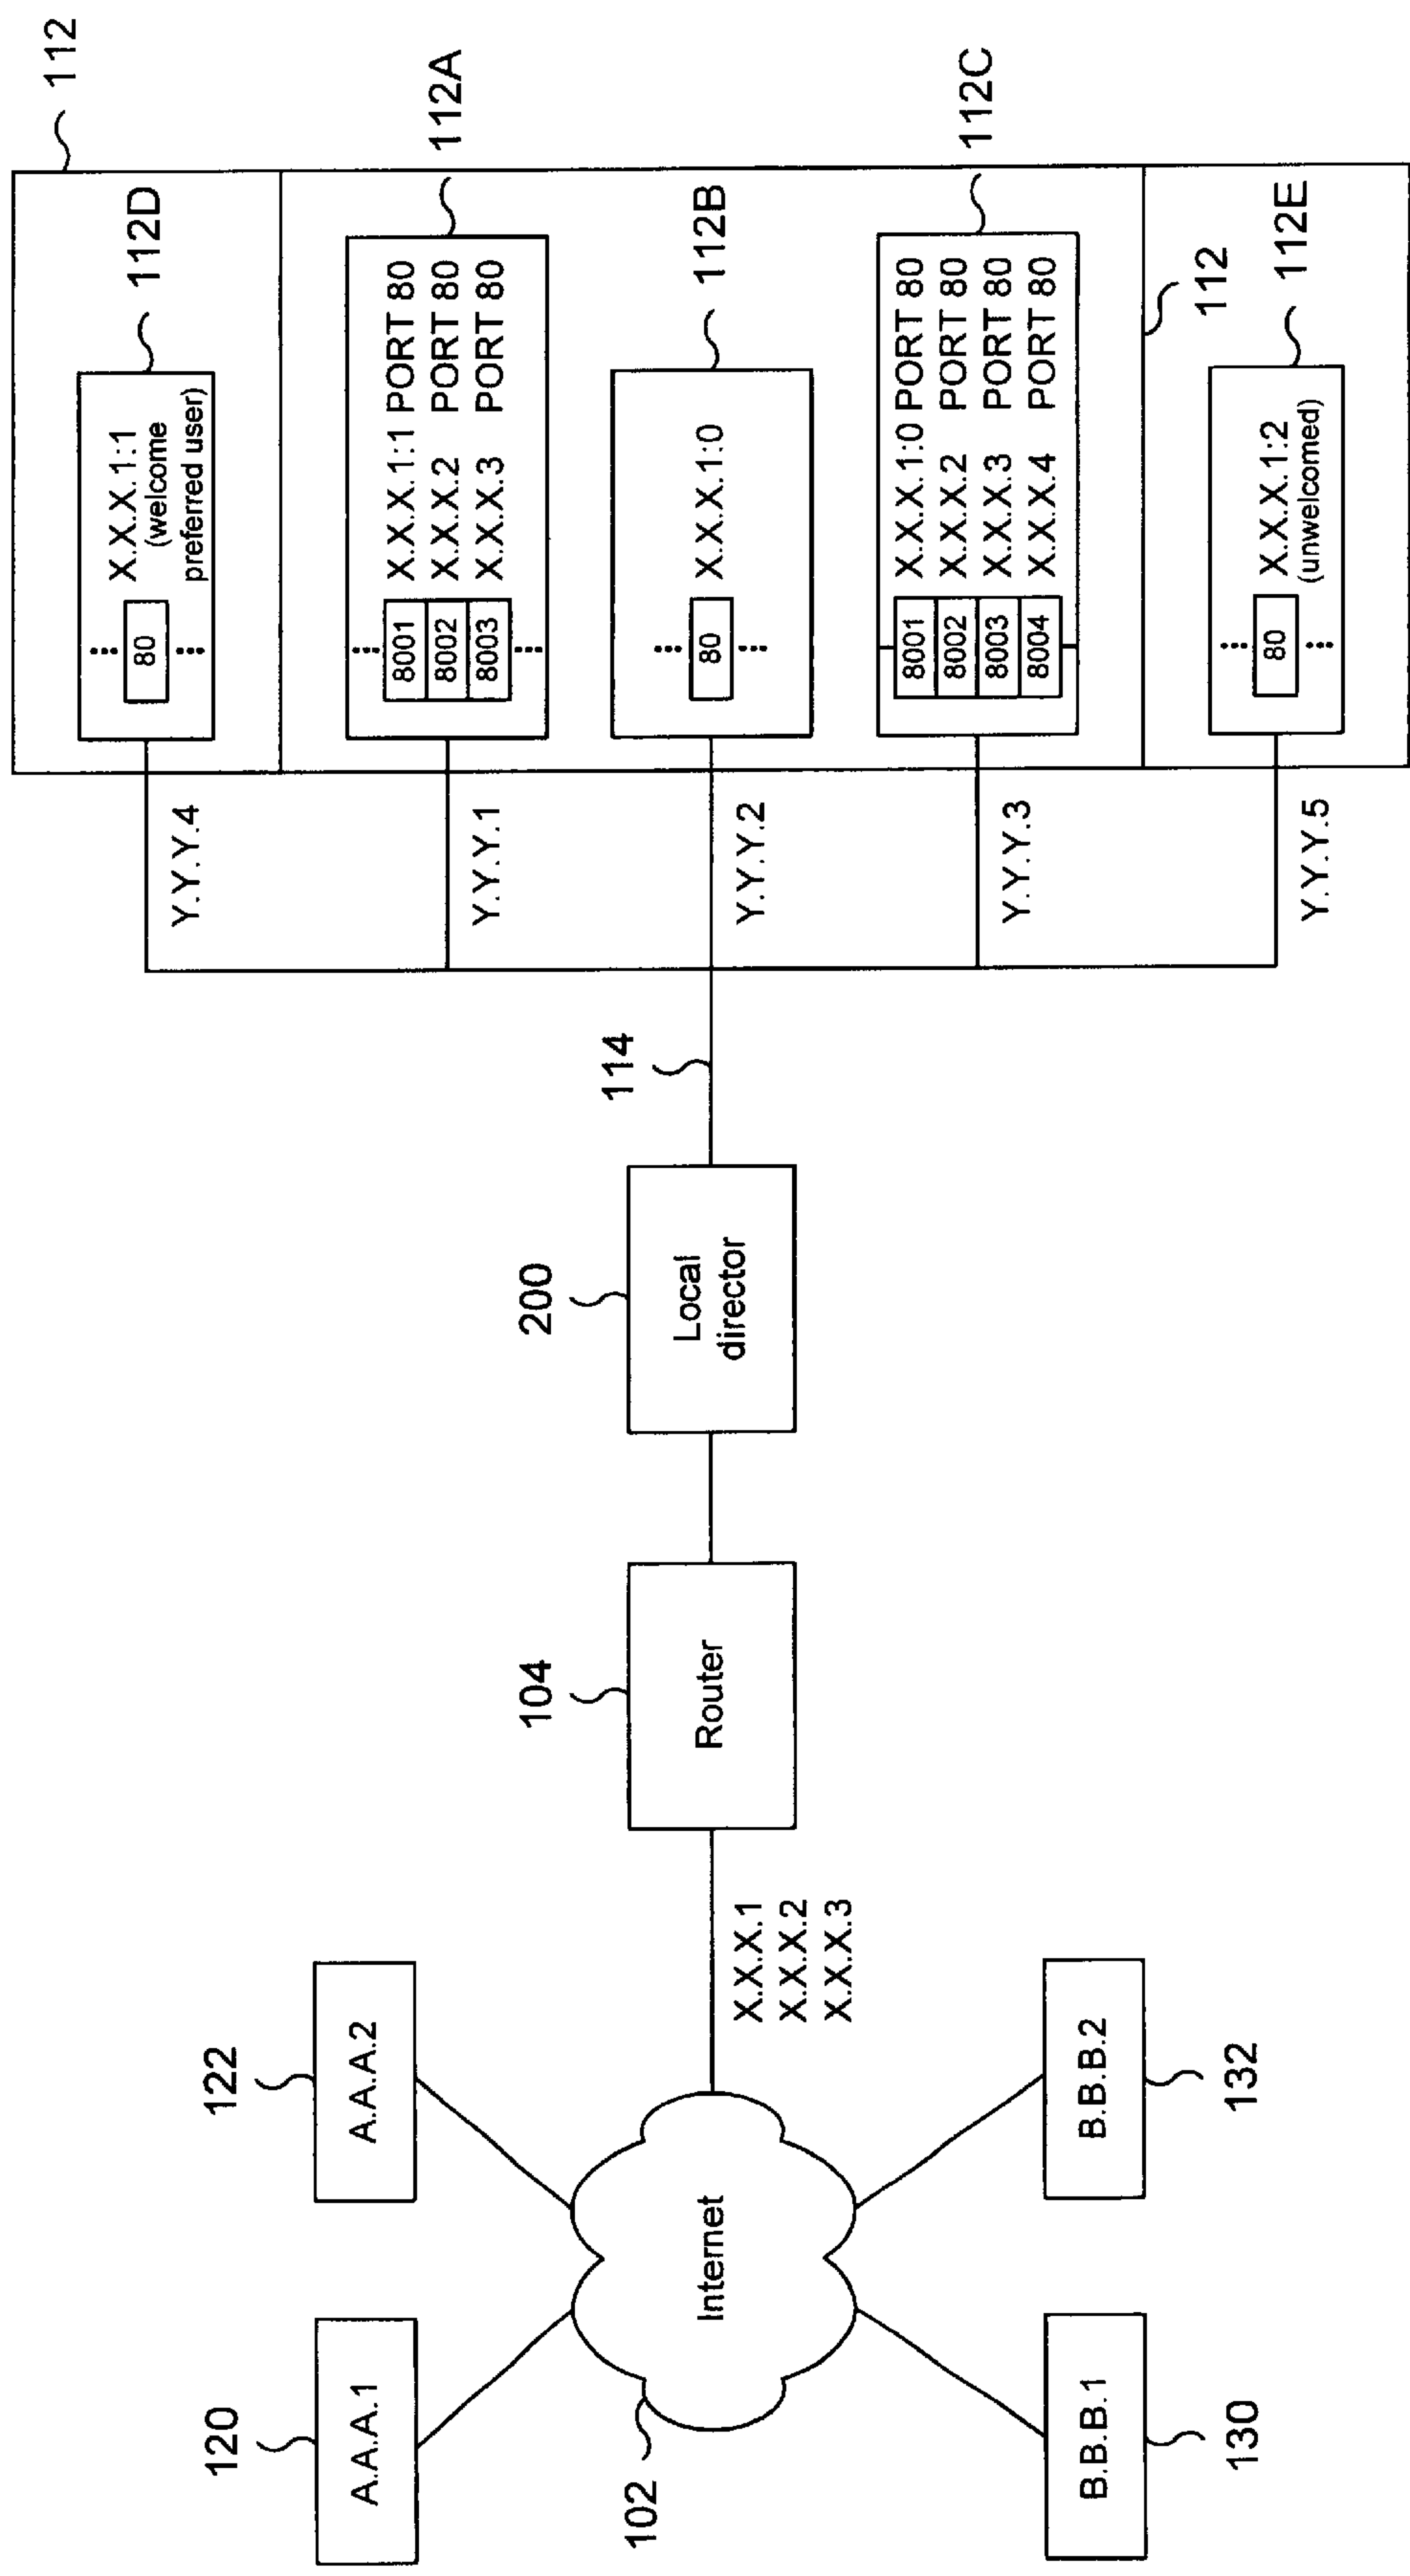 120
A.A.A.1
122
A.A.A.2
102
Internet
130
B.B.B.1
132
B.B.B.2
X.X.X.1
X.X.X.2
X.X.X.3
104
Router
200
Local
director
114
Y.Y.Y.4
Y.Y.Y.1
Y.Y.Y.2
Y.Y.Y.3
Y.Y.Y.5
112
112D
80
X.X.X.1:1
(welcome
preferred user)
112A
8001 X.X.X.1:1 PORT 80
8002 X.X.X.2 PORT 80
8003 X.X.X.3 PORT 80
112B
80 X.X.X.1:0
112C
8001 X.X.X.1:0 PORT 80
8002 X.X.X.2 PORT 80
8003 X.X.X.3 PORT 80
8004 X.X.X.4 PORT 80
112
112E
80
X.X.X.1:2
(unwelcomed)